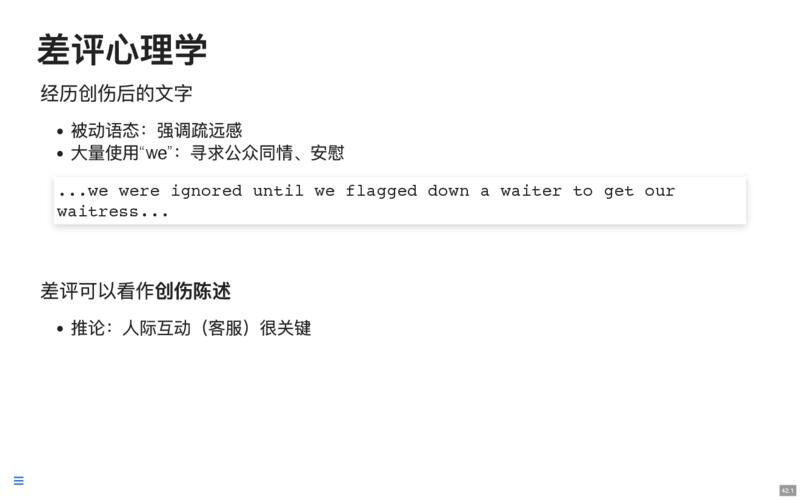 差评心理学
经历创伤后的文字
• 被动语态：强调疏远感
• 大量使用“we”：寻求公众同情、安慰
...we were ignored until we flagged down a waiter to get our
waitress...
差评可以看作创伤陈述
• 推论：人际互动（客服）很关键
42.1